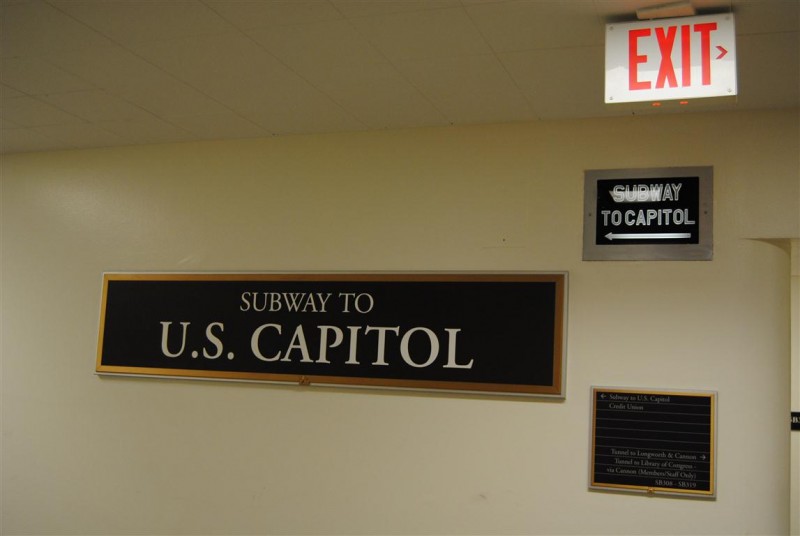 EXIT >
SUBWAY
TO CAPITOL
←
SUBWAY TO
U.S. CAPITOL
← Subway to U.S. Capitol
Credit Union
Tunnel to Longworth & Cannon →
Tunnel to Library of Congress -
via Cannon (Members/Staff Only)